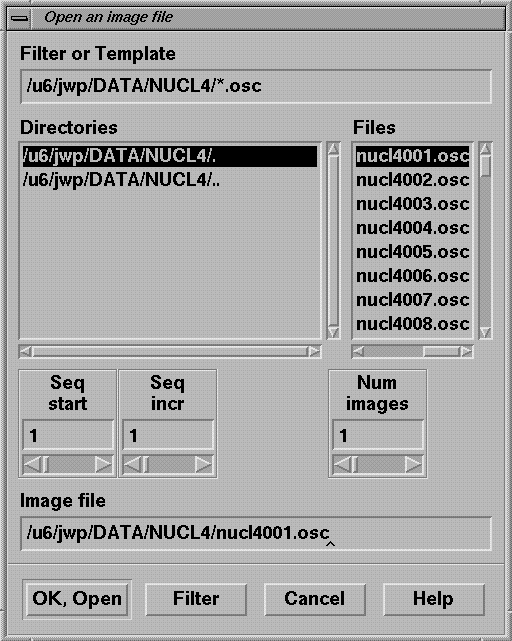 Open an image file
Filter or Template
/u6/jwp/DATA/NUCL4/*.osc
Directories
/u6/jwp/DATA/NUCL4/.
/u6/jwp/DATA/NUCL4/..
Files
nucl4001.osc
nucl4002.osc
nucl4003.osc
nucl4004.osc
nucl4005.osc
nucl4006.osc
nucl4007.osc
nucl4008.osc
Seq
start
1
Seq
incr
1
Num
images
1
Image file
/u6/jwp/DATA/NUCL4/nucl4001.osc
OK, Open
Filter
Cancel
Help